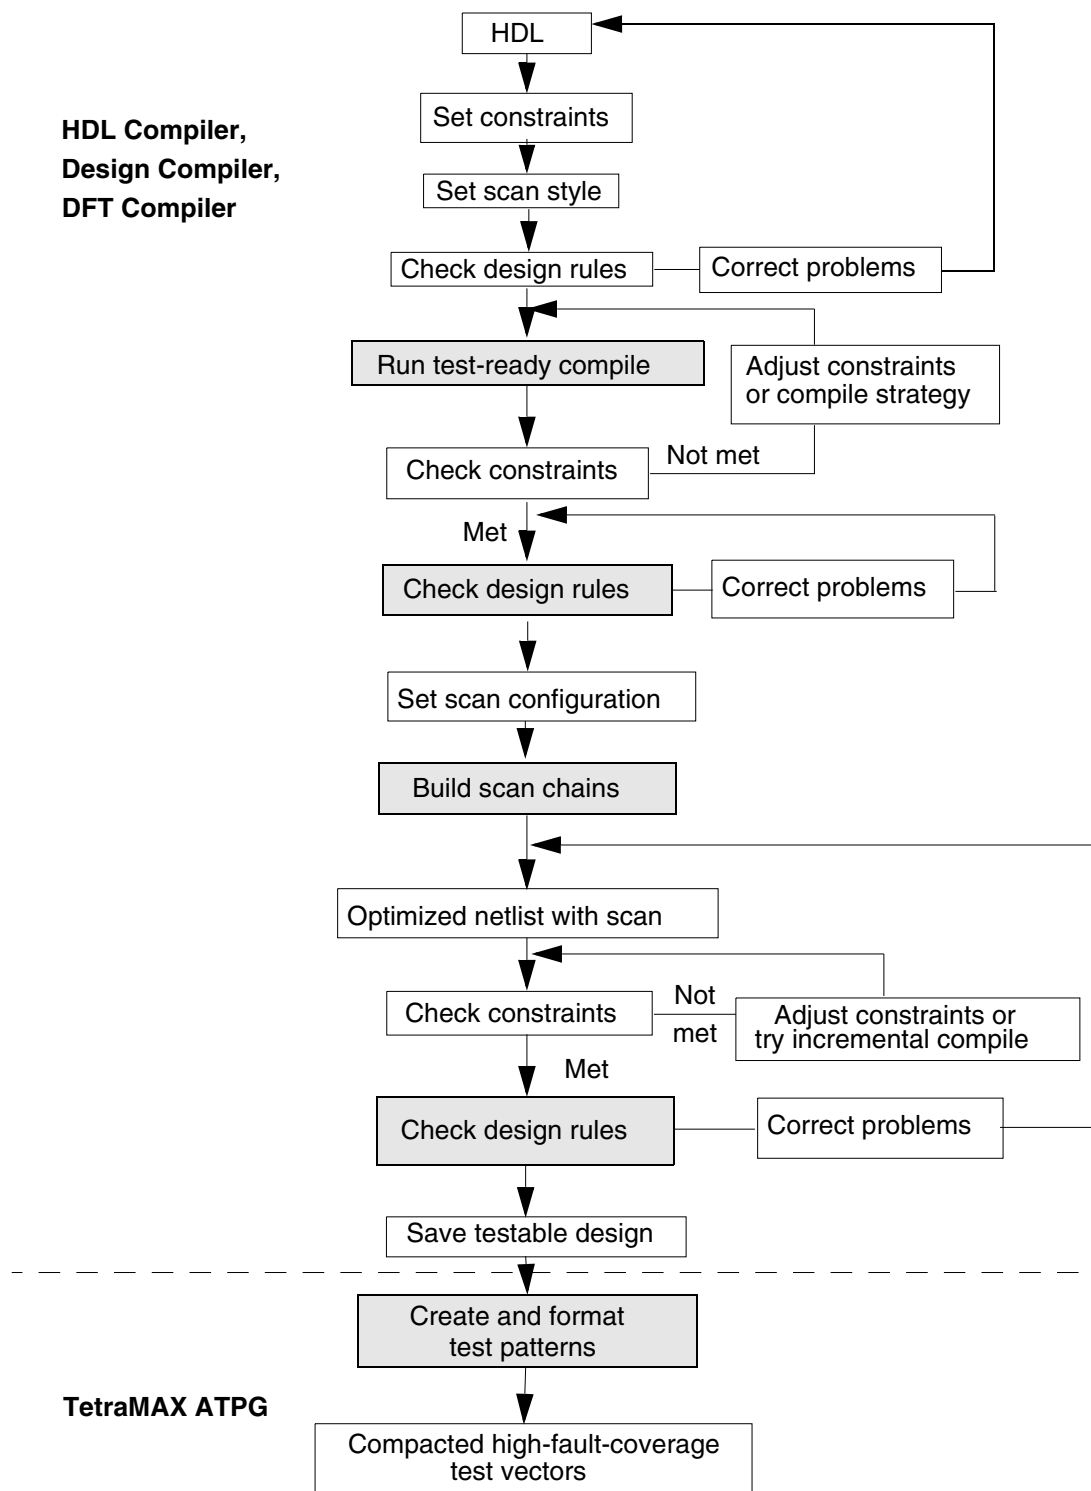 HDL
Set constraints
HDL Compiler,
Design Compiler,
DFT Compiler
Set scan style
Check design rules
Correct problems
Run test-ready compile
Adjust constraints
or compile strategy
Check constraints
Not met
Met
Check design rules
Correct problems
Set scan configuration
Build scan chains
Optimized netlist with scan
Check constraints
Not
met
Adjust constraints or
try incremental compile
Met
Check design rules
Correct problems
Save testable design
Create and format
test patterns
TetraMAX ATPG
Compacted high-fault-coverage
test vectors